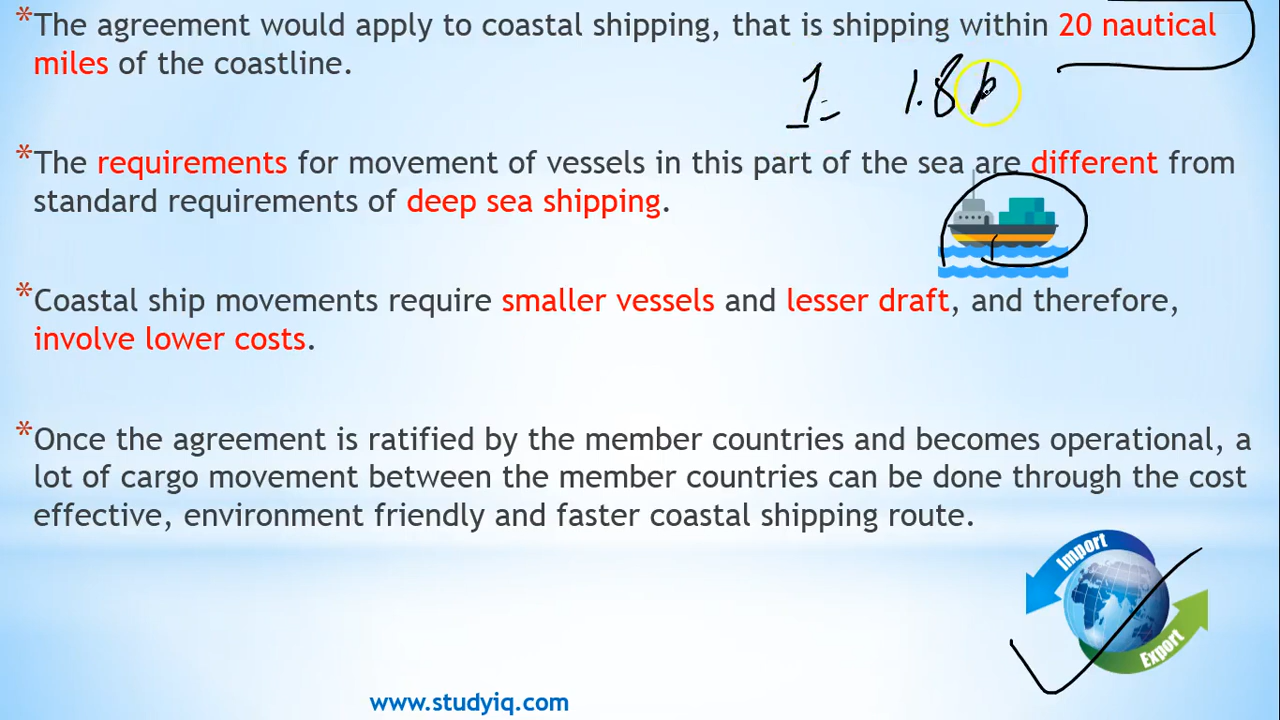 *The agreement would apply to coastal shipping, that is shipping within 20 nautical
miles of the coastline.
1 = 1.8 k
*The requirements for movement of vessels in this part of the sea are different from
standard requirements of deep sea shipping.
*Coastal ship movements require smaller vessels and lesser draft, and therefore,
involve lower costs.
*Once the agreement is ratified by the member countries and becomes operational, a
lot of cargo movement between the member countries can be done through the cost
effective, environment friendly and faster coastal shipping route.
Import
Export
www.studyiq.com